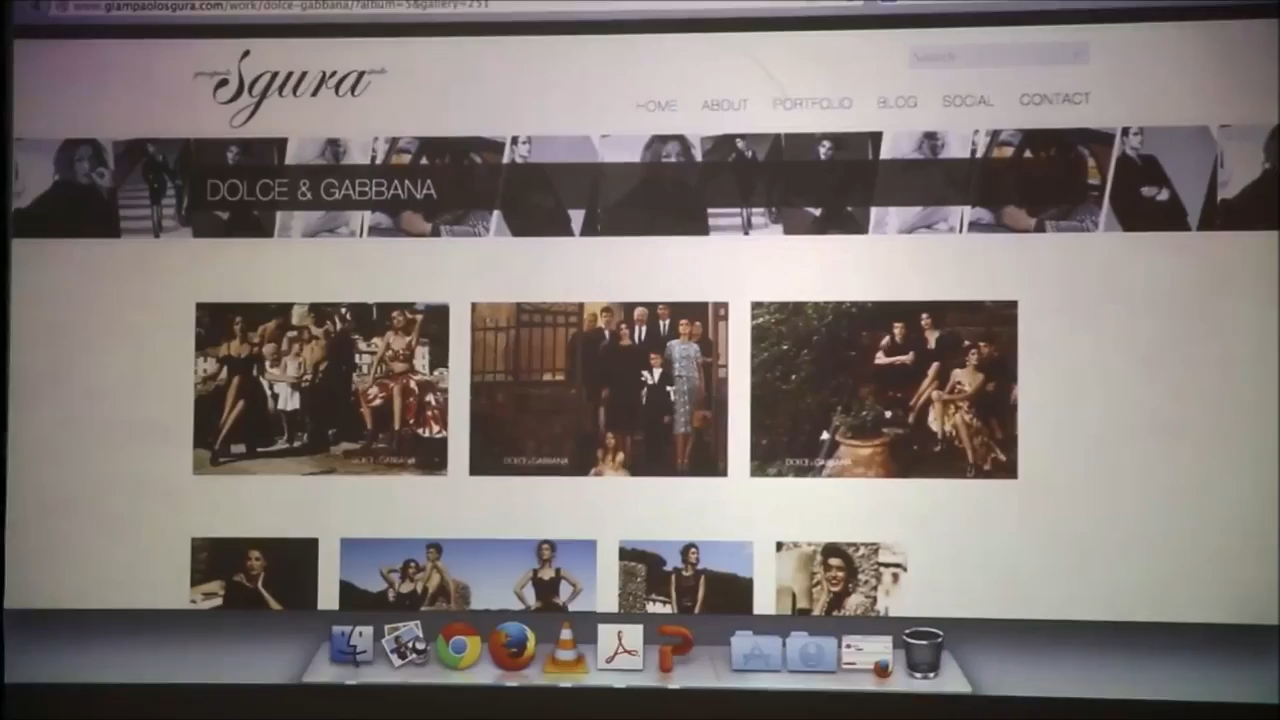 www.giampaolosgura.com/work/dolce-gabbana/?album=5&gallery=251
Sgura
Search
HOME ABOUT PORTFOLIO BLOG SOCIAL CONTACT
DOLCE & GABBANA
DOLCE & GABBANA
DOLCE & GABBANA
DOLCE & GABBANA